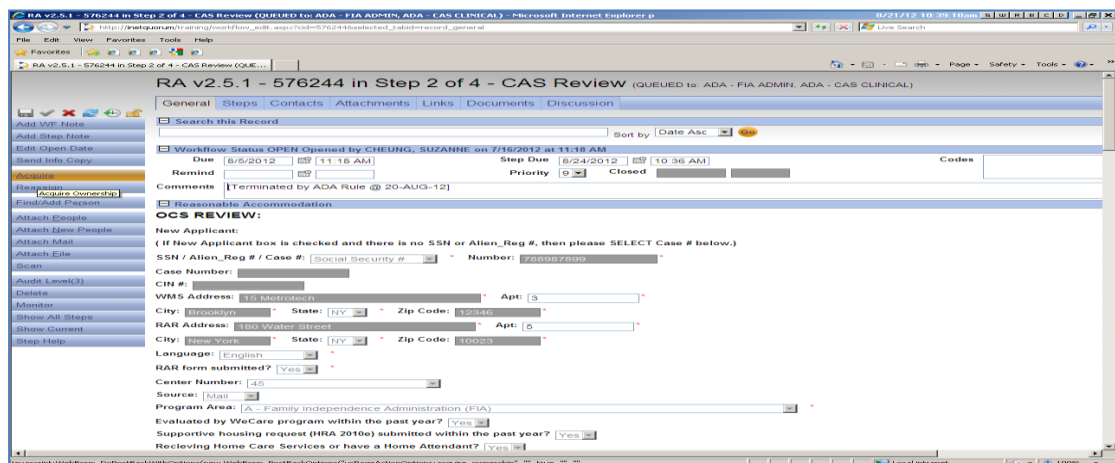 RA v2.5.1 - 576244 in Step 2 of 4 - CAS Review (QUEUED to: ADA - FIA ADMIN, ADA - CAS CLINICAL) - Microsoft Internet Explorer p
8/21/12 10:39:10am
http://inetquorum/training/workflow_edit.aspx?cid=576244&selected_tabid=record_general
Live Search
File Edit View Favorites Tools Help
Favorites
RA v2.5.1 - 576244 in Step 2 of 4 - CAS Review (QUE...
Page - Safety - Tools -
RA v2.5.1 - 576244 in Step 2 of 4 - CAS Review (QUEUED to: ADA - FIA ADMIN, ADA - CAS CLINICAL)
General Steps Contacts Attachments Links Documents Discussion
Search this Record
Sort by Date Asc Go
Workflow Status OPEN Opened by CHEUNG, SUZANNE on 7/16/2012 at 11:18 AM
Due 8/5/2012 11:18 AM Step Due 8/24/2012 10:36 AM Codes
Remind Priority 9 Closed
Comments [Terminated by ADA Rule @ 20-AUG-12]
Add WF Note
Add Step Note
Edit Open Date
Send Info Copy
Acquire
Reassign
Acquire Ownership
Find/Add Person
Attach People
Attach New People
Attach Mail
Attach File
Scan
Audit Level(3)
Delete
Monitor
Show All Steps
Show Current
Step Help
Reasonable Accommodation
OCS REVIEW:
New Applicant:
( If New Applicant box is checked and there is no SSN or Alien_Reg #, then please SELECT Case # below.)
SSN / Alien_Reg # / Case #: Social Security # * Number: 788987899 *
Case Number:
CIN #:
WMS Address: 15 Metrotech * Apt: 3 *
City: Brooklyn * State: NY * Zip Code: 12346 *
RAR Address: 180 Water Street * Apt: 5 *
City: New York * State: NY * Zip Code: 10023 *
Language: English *
RAR form submitted? Yes *
Center Number: 45
Source: Mail
Program Area: A - Family Independence Administration (FIA) *
Evaluated by WeCare program within the past year? Yes
Supportive housing request (HRA 2010e) submitted within the past year? Yes
Recieving Home Care Services or have a Home Attendant? Yes